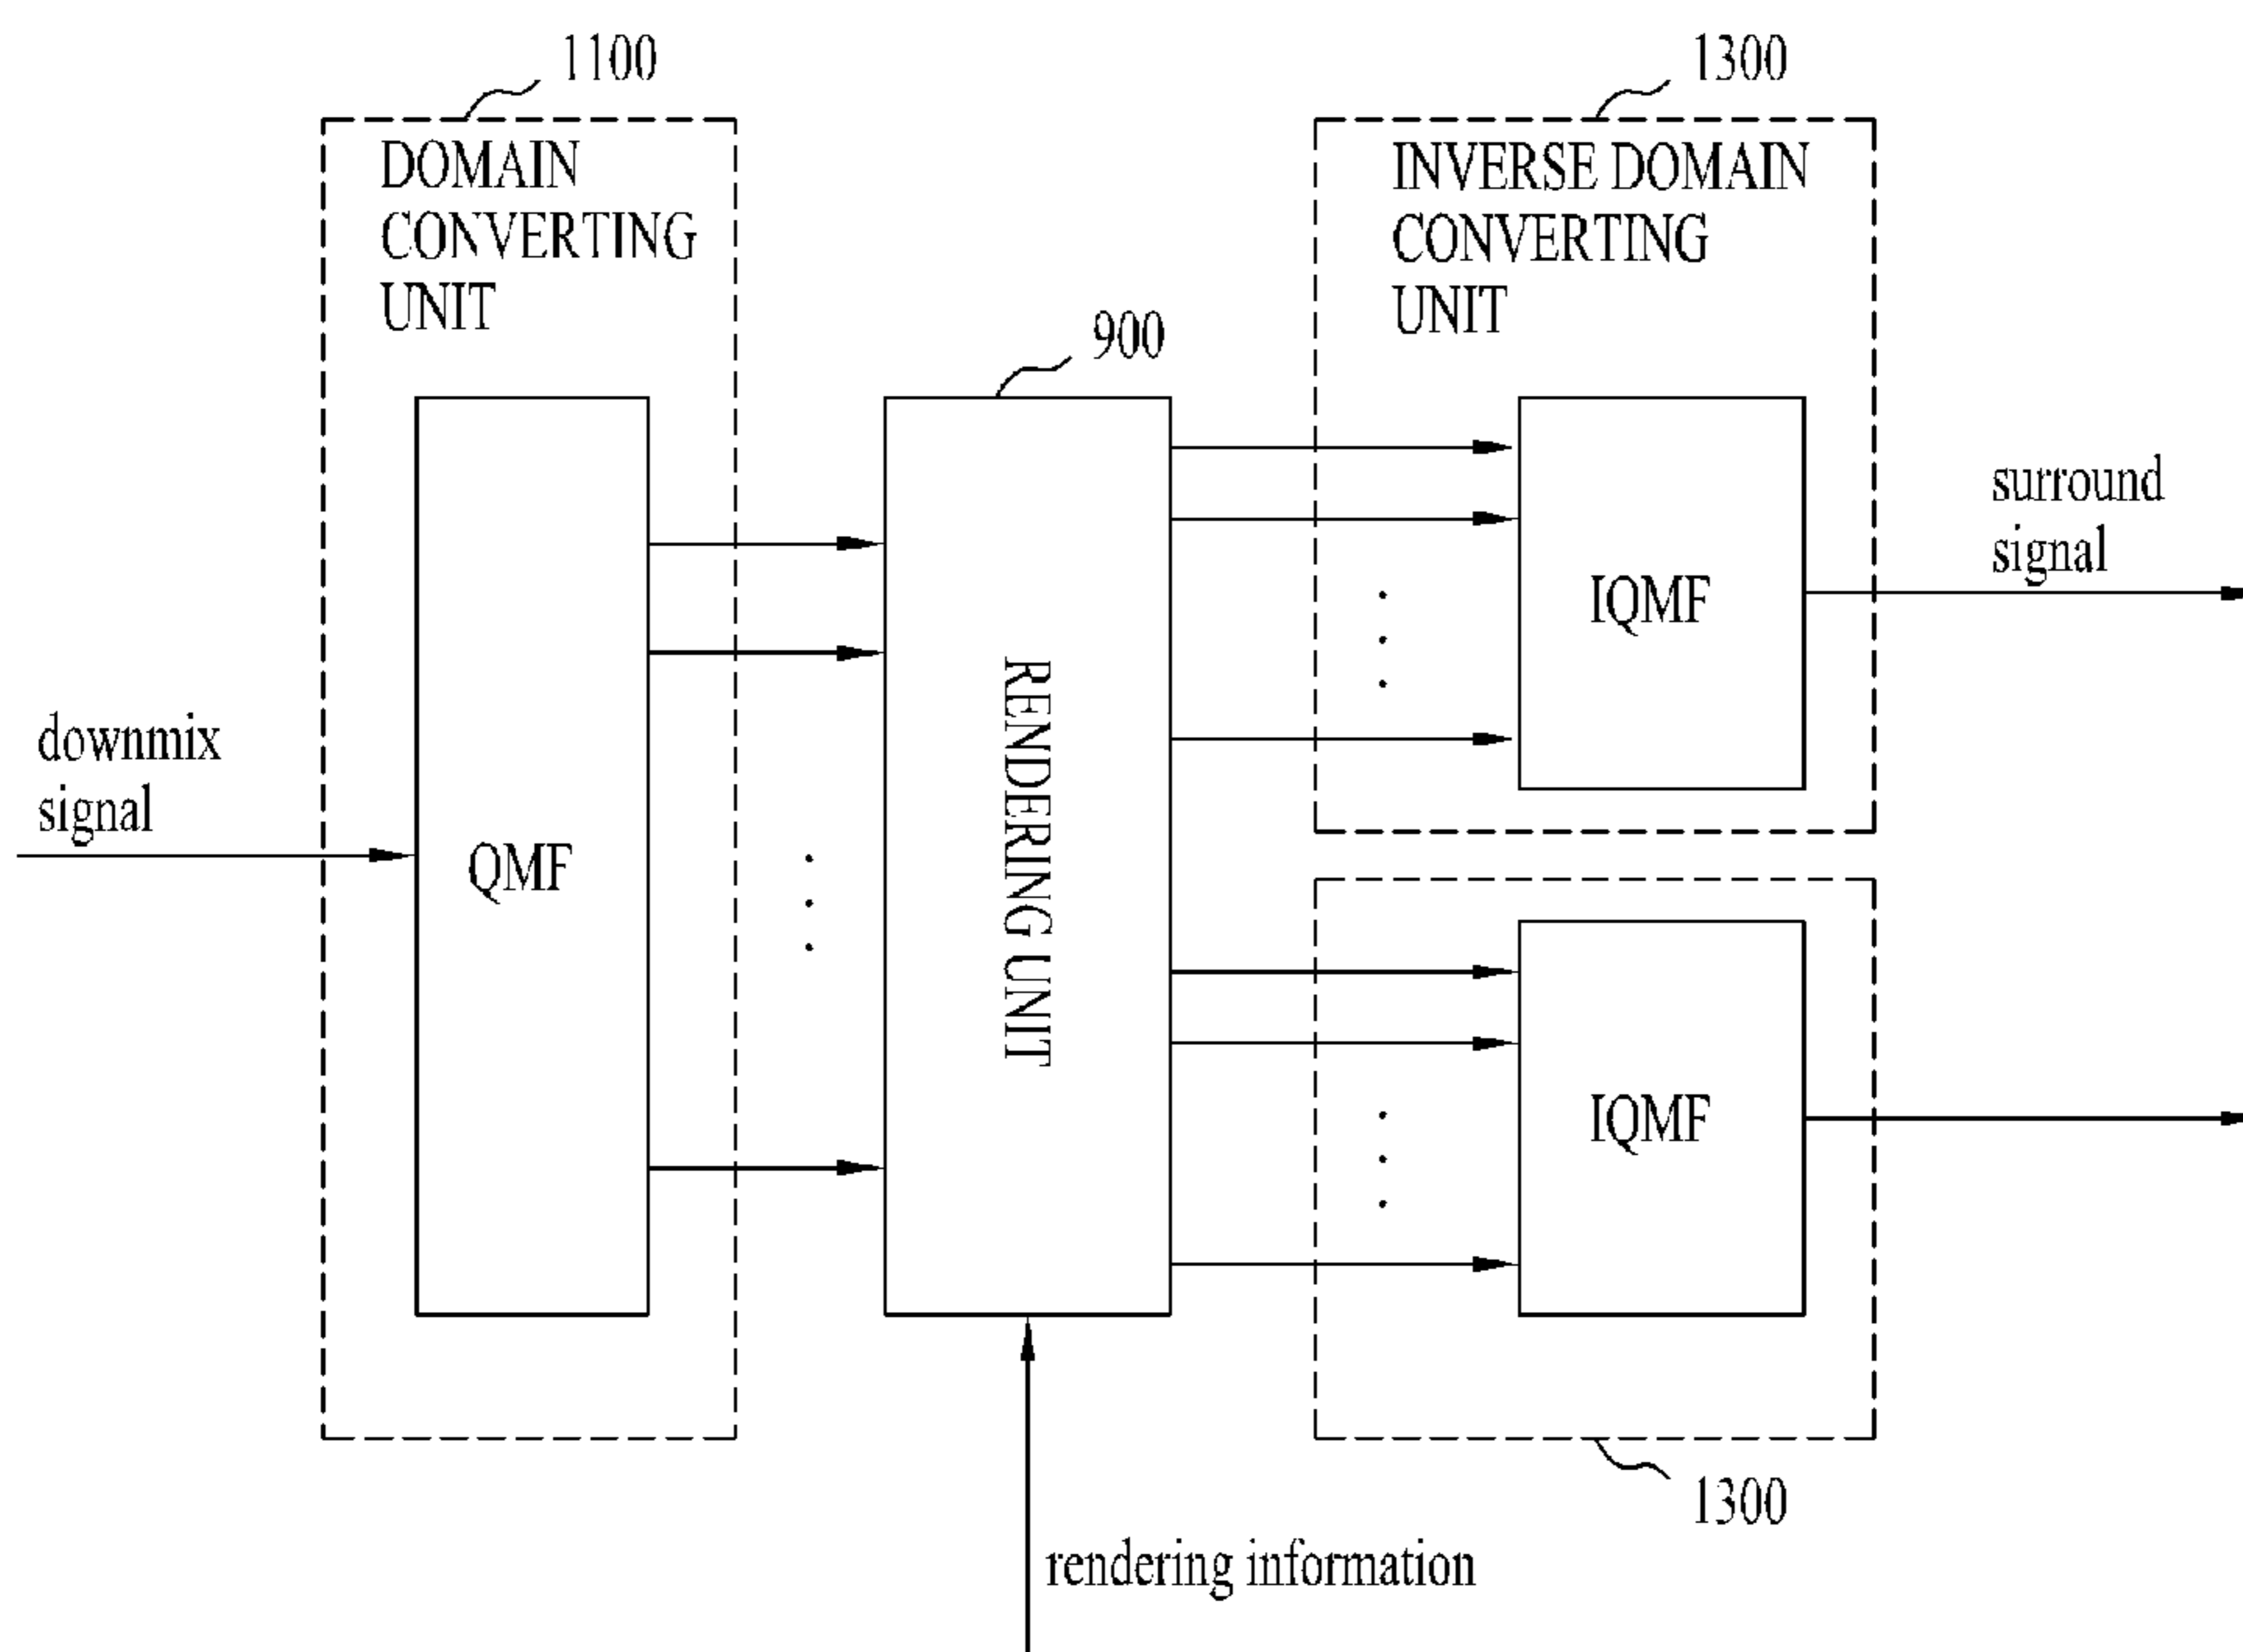 1100
1300
DOMAIN
CONVERTING
UNIT
INVERSE DOMAIN
CONVERTING
UNIT
900
surround
signal
IQMF
downmix
signal
QMF
RENDERING UNIT
IQMF
1300
rendering information